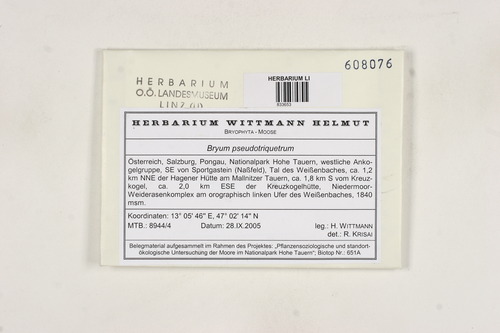 608076
HERBARIUM
O.Ö. LANDESMUSEUM
LINZ
HERBARIUM LI
HERBARIUM WITTMANN HELMUT
BRYOPHYTA - MOOSE
Bryum pseudotriquetrum
Österreich, Salzburg, Pongau, Nationalpark Hohe Tauern, westliche Anko-
gelgruppe, SE von Sportgastein (Naßfeld), Tal des Weißenbaches, ca. 1,2
km NNE der Hagener Hütte am Mallnitzer Tauern, ca. 1,8 km S vom Kreuz-
kogel, ca. 2,0 km ESE der Kreuzkogelhütte, Niedermoor-
Weiderasenkomplex am orographisch linken Ufer des Weißenbaches, 1840
msm.
Koordinaten: 13° 05' 46" E, 47° 02' 14" N
MTB.: 8944/4 Datum: 28.IX.2005 leg.: H. WITTMANN
det.: R. KRISAI
Belegmaterial aufgesammelt im Rahmen des Projektes: „Pflanzensoziologische und standort-
ökologische Untersuchung der Moore im Nationalpark Hohe Tauern"; Biotop Nr.: 651A